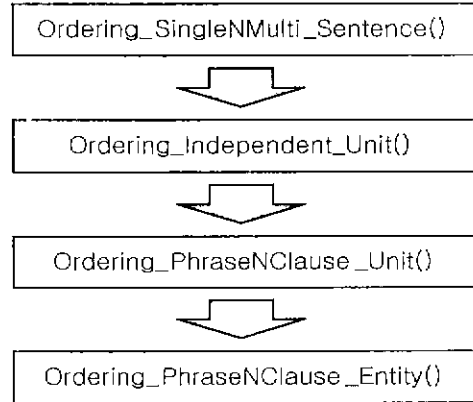 Ordering_SingleNMulti_Sentence()
Ordering_Independent_Unit()
Ordering_PhraseNClause_Unit()
Ordering_PhraseNClause_Entity()